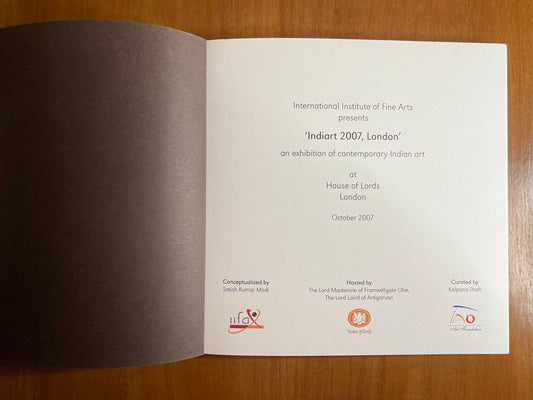 International Institute of Fine Arts
presents
‘Indiart 2007, London’
an exhibition of contemporary Indian art
at
House of Lords
London
October 2007
Conceptualised by
Satish Kumar Modi
iifa
Hosted by
The Lord Mackenzie of Framwellgate Obe,
The Lord Laird of Artigarvan
House of Lords
Curated by
Kalpana Shah
Art Foundation